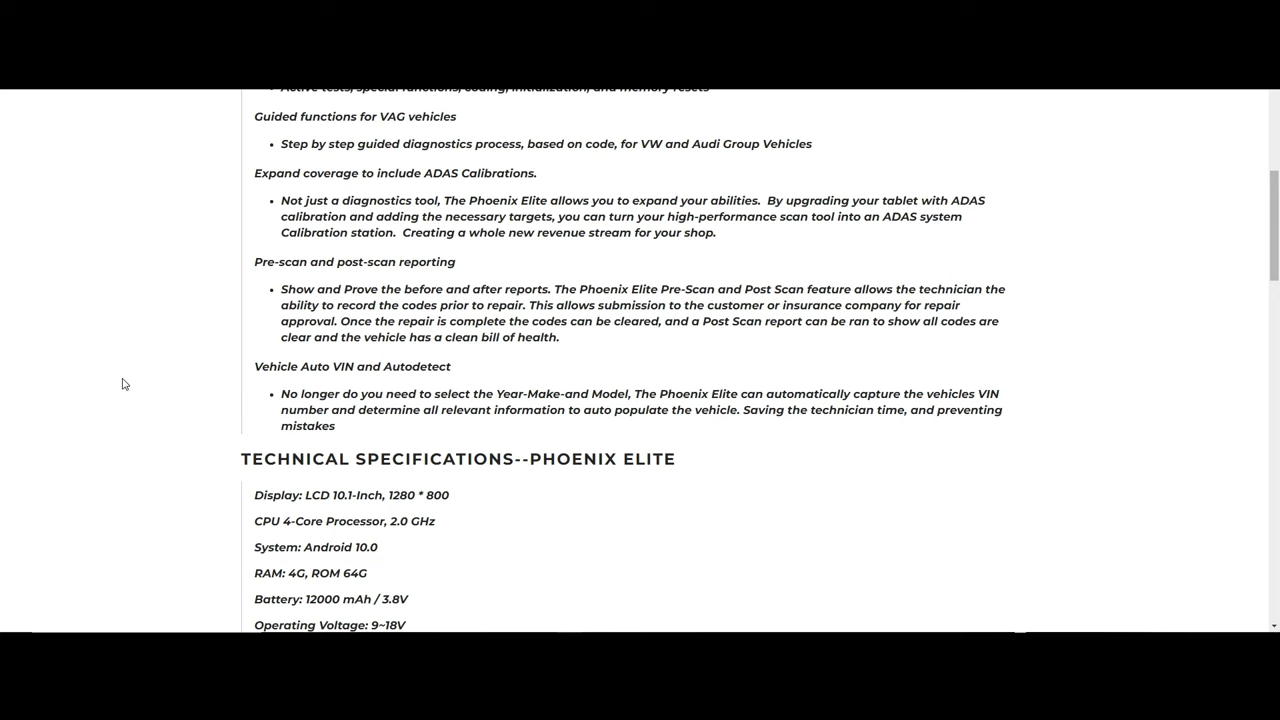 Active tests, special functions, coding, initialization, and memory resets
Guided functions for VAG vehicles
Step by step guided diagnostics process, based on code, for VW and Audi Group Vehicles
Expand coverage to include ADAS Calibrations.
Not just a diagnostics tool, The Phoenix Elite allows you to expand your abilities. By upgrading your tablet with ADAS
calibration and adding the necessary targets, you can turn your high-performance scan tool into an ADAS system
Calibration station. Creating a whole new revenue stream for your shop.
Pre-scan and post-scan reporting
Show and Prove the before and after reports. The Phoenix Elite Pre-Scan and Post Scan feature allows the technician the
ability to record the codes prior to repair. This allows submission to the customer or insurance company for repair
approval. Once the repair is complete the codes can be cleared, and a Post Scan report can be ran to show all codes are
clear and the vehicle has a clean bill of health.
Vehicle Auto VIN and Autodetect
No longer do you need to select the Year-Make-and Model, The Phoenix Elite can automatically capture the vehicles VIN
number and determine all relevant information to auto populate the vehicle. Saving the technician time, and preventing
mistakes
TECHNICAL SPECIFICATIONS--PHOENIX ELITE
Display: LCD 10.1-Inch, 1280 * 800
CPU 4-Core Processor, 2.0 GHz
System: Android 10.0
RAM: 4G, ROM 64G
Battery: 12000 mAh / 3.8V
Operating Voltage: 9~18V